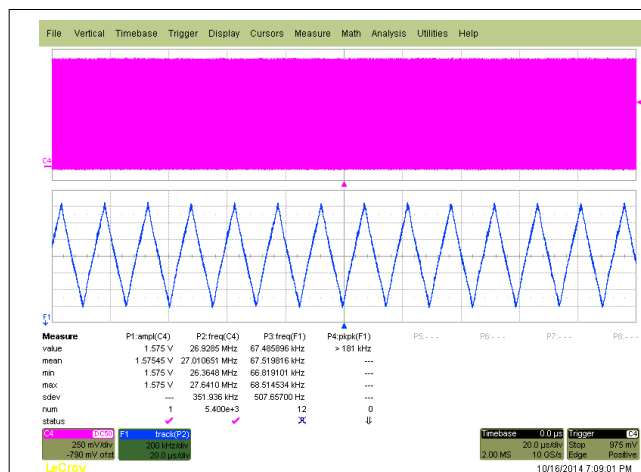 File Vertical Timebase Trigger Display Cursors Measure Math Analysis Utilities Help
C4
F1
Measure P1:ampl(C4) P2:freq(C4) P3:freq(F1) P4:pkpk(F1) P5:--- P6:--- P7:--- P8:---
value 1.575 V 26.9285 MHz 67.485896 kHz > 181 kHz
mean 1.57545 V 27.010651 MHz 67.519816 kHz ---
min 1.575 V 26.3648 MHz 66.819101 kHz ---
max 1.575 V 27.6410 MHz 68.514534 kHz ---
sdev --- 351.936 kHz 507.65700 Hz ---
num 1 5.400e+3 12 0
status
C4 DC50 F1 track(P2) Timebase 0.0 µs Trigger C4
250 mV/div 200 kHz/div 20.0 µs/div Stop 975 mV
-790 mV ofst 20.0 µs/div 2.00 MS 10 GS/s Edge Positive
LeCroy 10/16/2014 7:09:01 PM